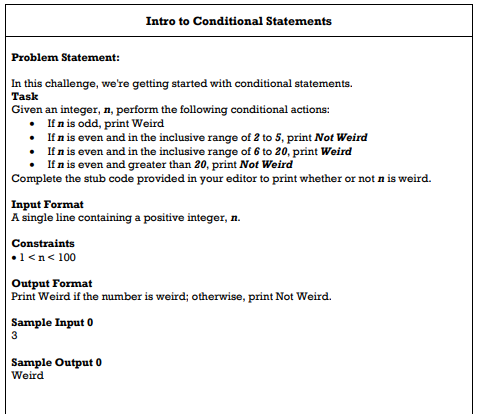 Intro to Conditional Statements
Problem Statement:
In this challenge, we're getting started with conditional statements.
Task
Given an integer, n, perform the following conditional actions:
• If n is odd, print Weird
• If n is even and in the inclusive range of 2 to 5, print Not Weird
• If n is even and in the inclusive range of 6 to 20, print Weird
• If n is even and greater than 20, print Not Weird
Complete the stub code provided in your editor to print whether or not n is weird.
Input Format
A single line containing a positive integer, n.
Constraints
• 1 < n < 100
Output Format
Print Weird if the number is weird; otherwise, print Not Weird.
Sample Input 0
3
Sample Output 0
Weird